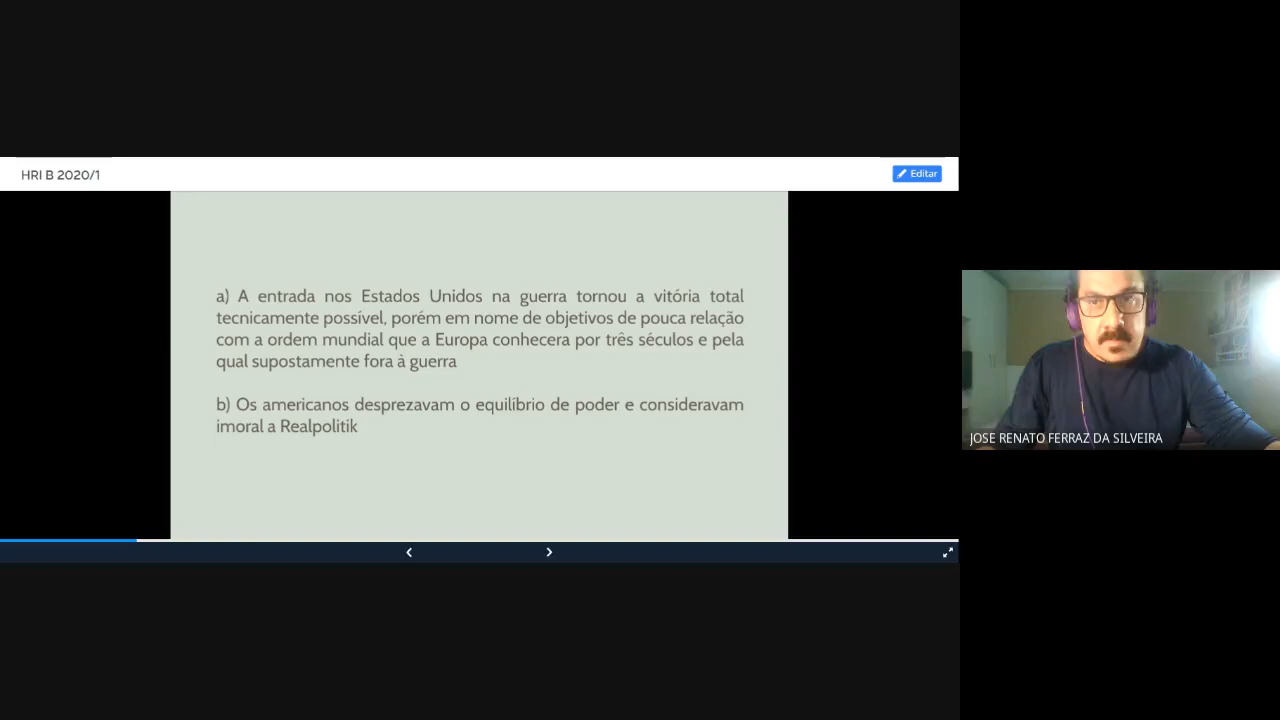 HRI B 2020/1
Editar
a) A entrada nos Estados Unidos na guerra tornou a vitória total
tecnicamente possível, porém em nome de objetivos de pouca relação
com a ordem mundial que a Europa conhecera por três séculos e pela
qual supostamente fora à guerra
b) Os americanos desprezavam o equilíbrio de poder e consideravam
imoral a Realpolitik
JOSE RENATO FERRAZ DA SILVEIRA